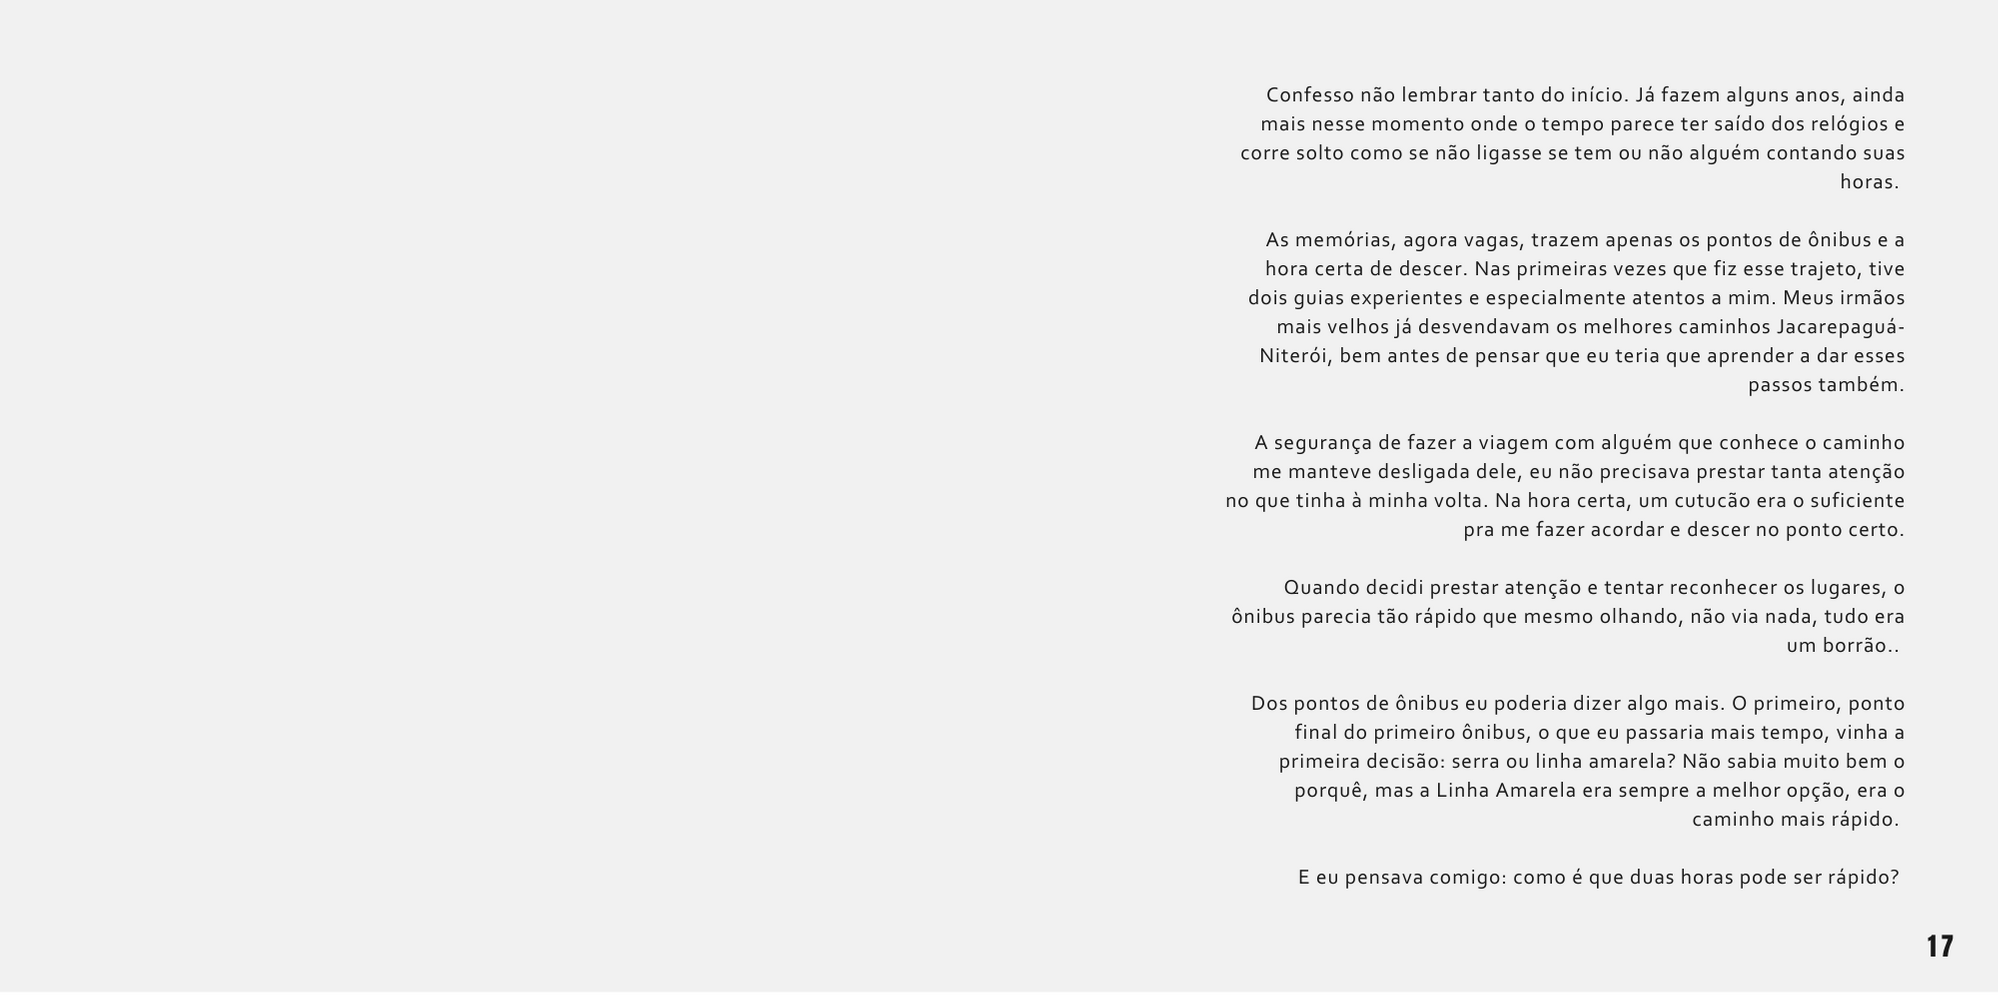 Confesso não lembrar tanto do início. Já fazem alguns anos, ainda
mais nesse momento onde o tempo parece ter saído dos relógios e
corre solto como se não ligasse se tem ou não alguém contando suas
horas.
As memórias, agora vagas, trazem apenas os pontos de ônibus e a
hora certa de descer. Nas primeiras vezes que fiz esse trajeto, tive
dois guias experientes e especialmente atentos a mim. Meus irmãos
mais velhos já desvendavam os melhores caminhos Jacarepaguá-
Niterói, bem antes de pensar que eu teria que aprender a dar esses
passos também.
A segurança de fazer a viagem com alguém que conhece o caminho
me manteve desligada dele, eu não precisava prestar tanta atenção
no que tinha à minha volta. Na hora certa, um cutucão era o suficiente
pra me fazer acordar e descer no ponto certo.
Quando decidi prestar atenção e tentar reconhecer os lugares, o
ônibus parecia tão rápido que mesmo olhando, não via nada, tudo era
um borrão..
Dos pontos de ônibus eu poderia dizer algo mais. O primeiro, ponto
final do primeiro ônibus, o que eu passaria mais tempo, vinha a
primeira decisão: serra ou linha amarela? Não sabia muito bem o
porquê, mas a Linha Amarela era sempre a melhor opção, era o
caminho mais rápido.
E eu pensava comigo: como é que duas horas pode ser rápido?
17